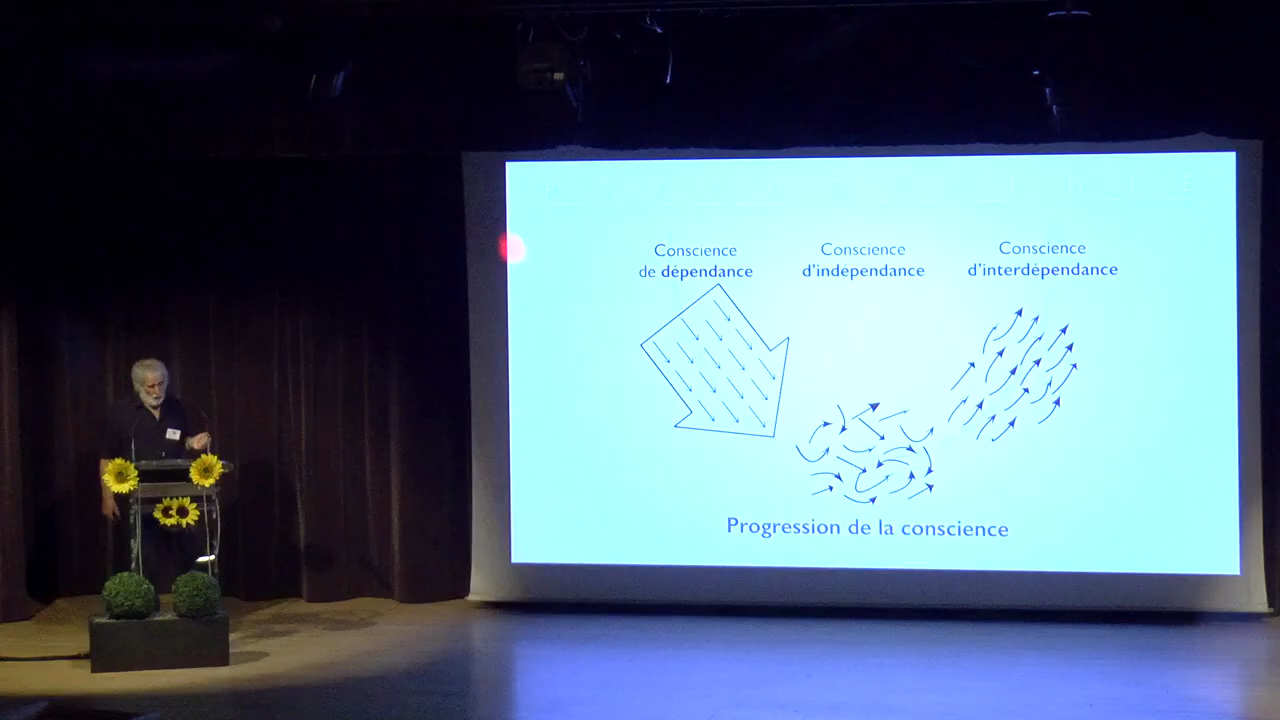 Conscience
de dépendance
Conscience
d'indépendance
Conscience
d'interdépendance
Progression de la conscience